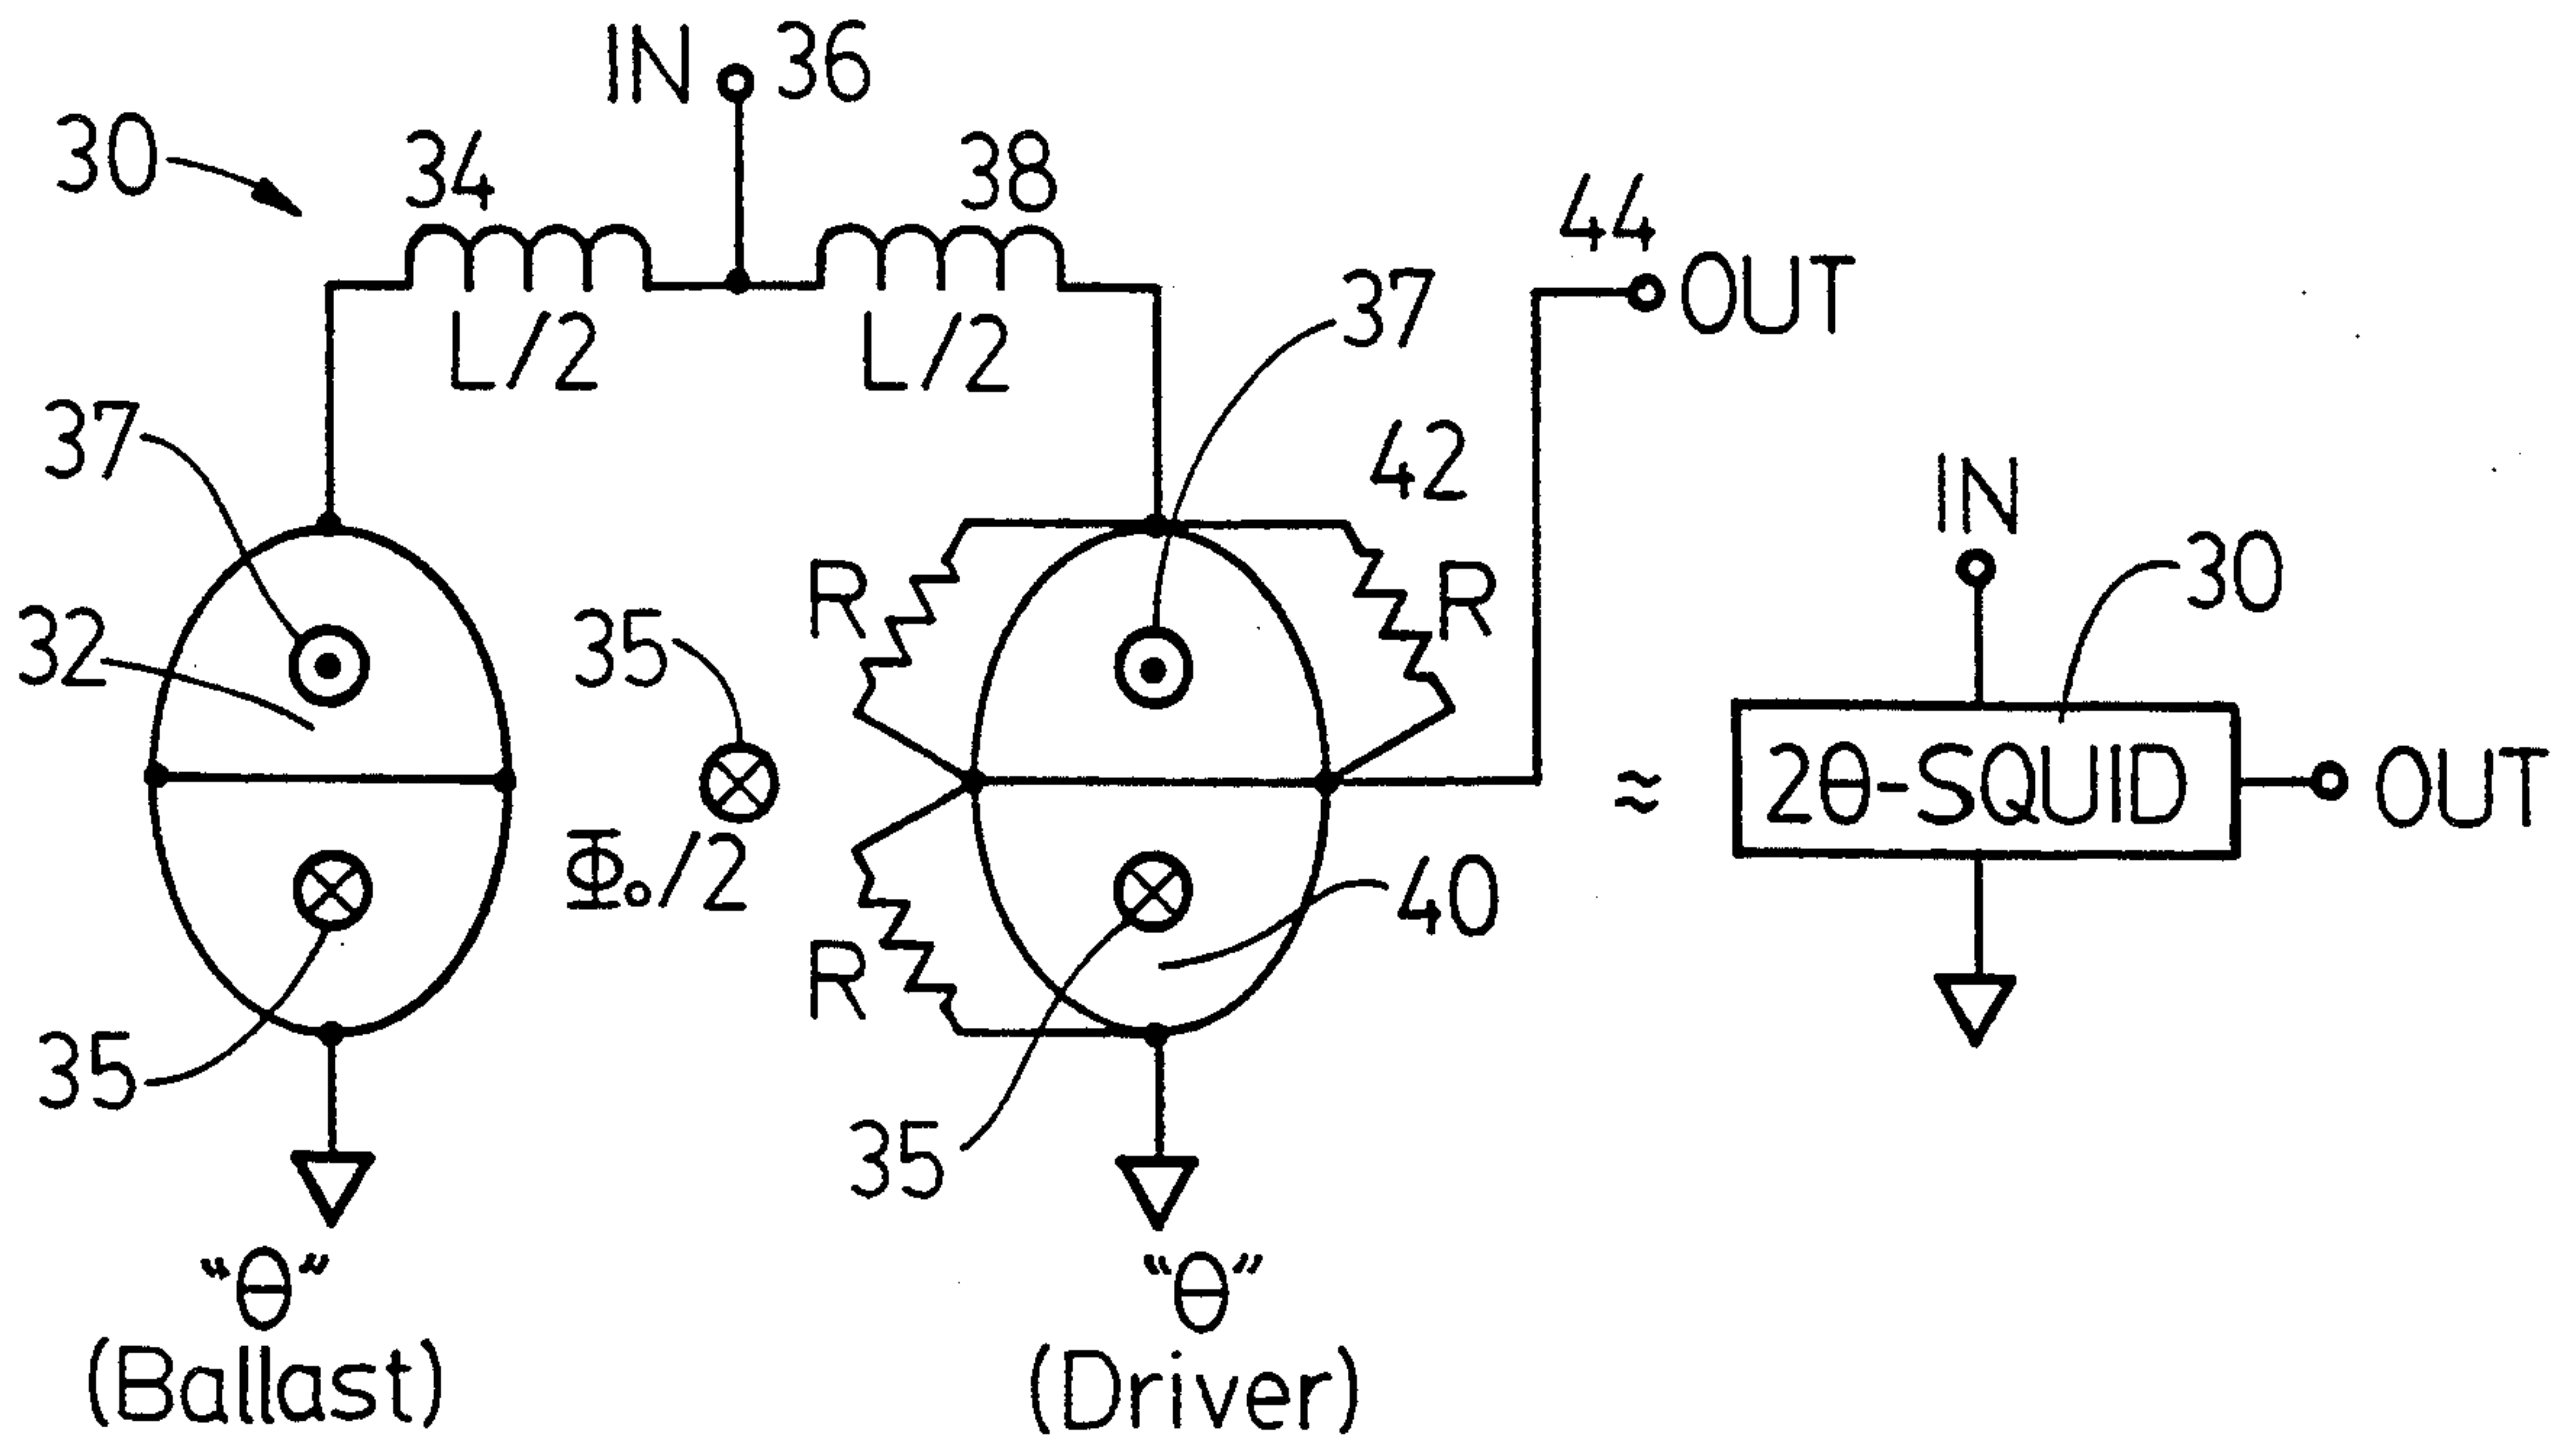 IN 36
30
34
38
44
OUT
L/2
L/2
37
37
42
IN
30
R
R
32
35
2θ-SQUID
OUT
≈
Φ₀/2
40
R
35
35
“θ”
(Ballast)
“θ”
(Driver)